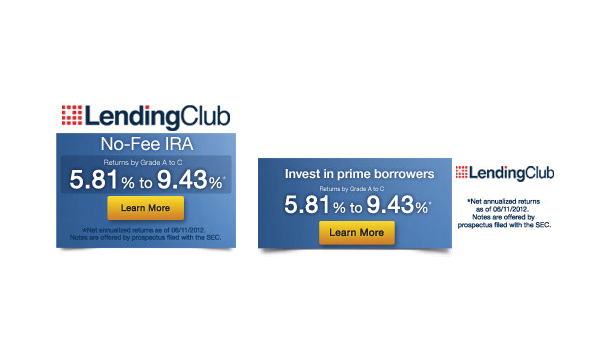 LendingClub
No-Fee IRA
Returns by Grade A to C
5.81% to 9.43%*
Learn More
*Net annualized returns as of 06/11/2012.
Notes are offered by prospectus filed with the SEC.
Invest in prime borrowers
Returns by Grade A to C
5.81% to 9.43%*
Learn More
LendingClub
*Net annualized returns
as of 06/11/2012.
Notes are offered by
prospectus filed with the SEC.